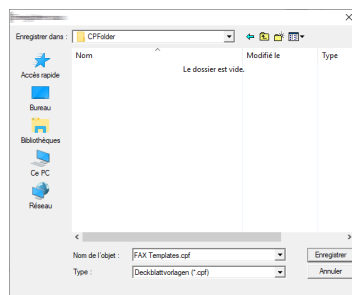 Enregistrer dans :
CPFolder
Accès rapide
Bureau
Bibliothèques
Ce PC
Réseau
Nom
Modifié le
Type
Le dossier est vide.
Nom de l'objet :
FAX Templates.cpf
Enregistrer
Type :
Deckblattvorlagen (*.cpf)
Annuler